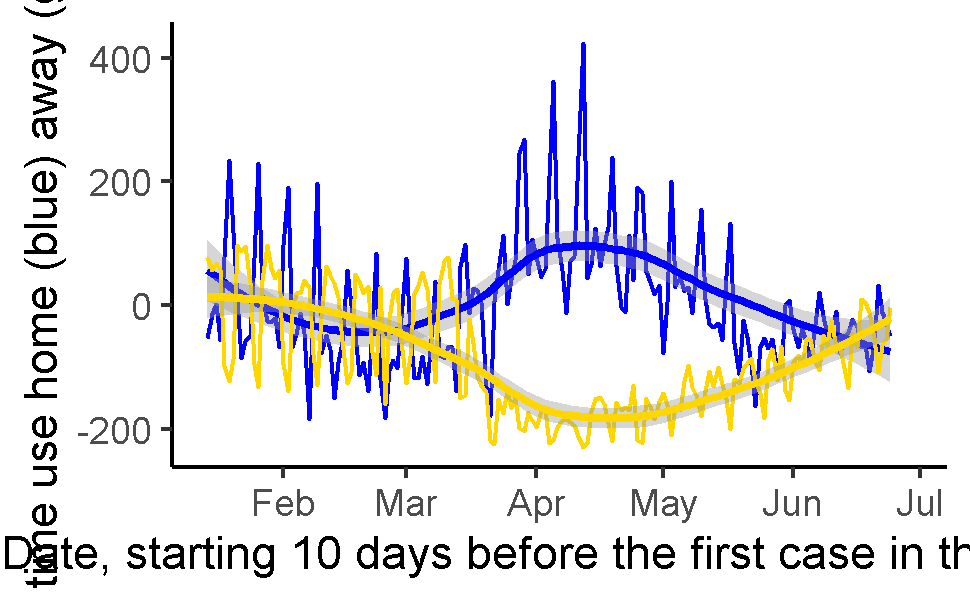 time use home (blue) away (
400
200
0
-200
Feb Mar Apr May Jun Jul
Date, starting 10 days before the first case in th